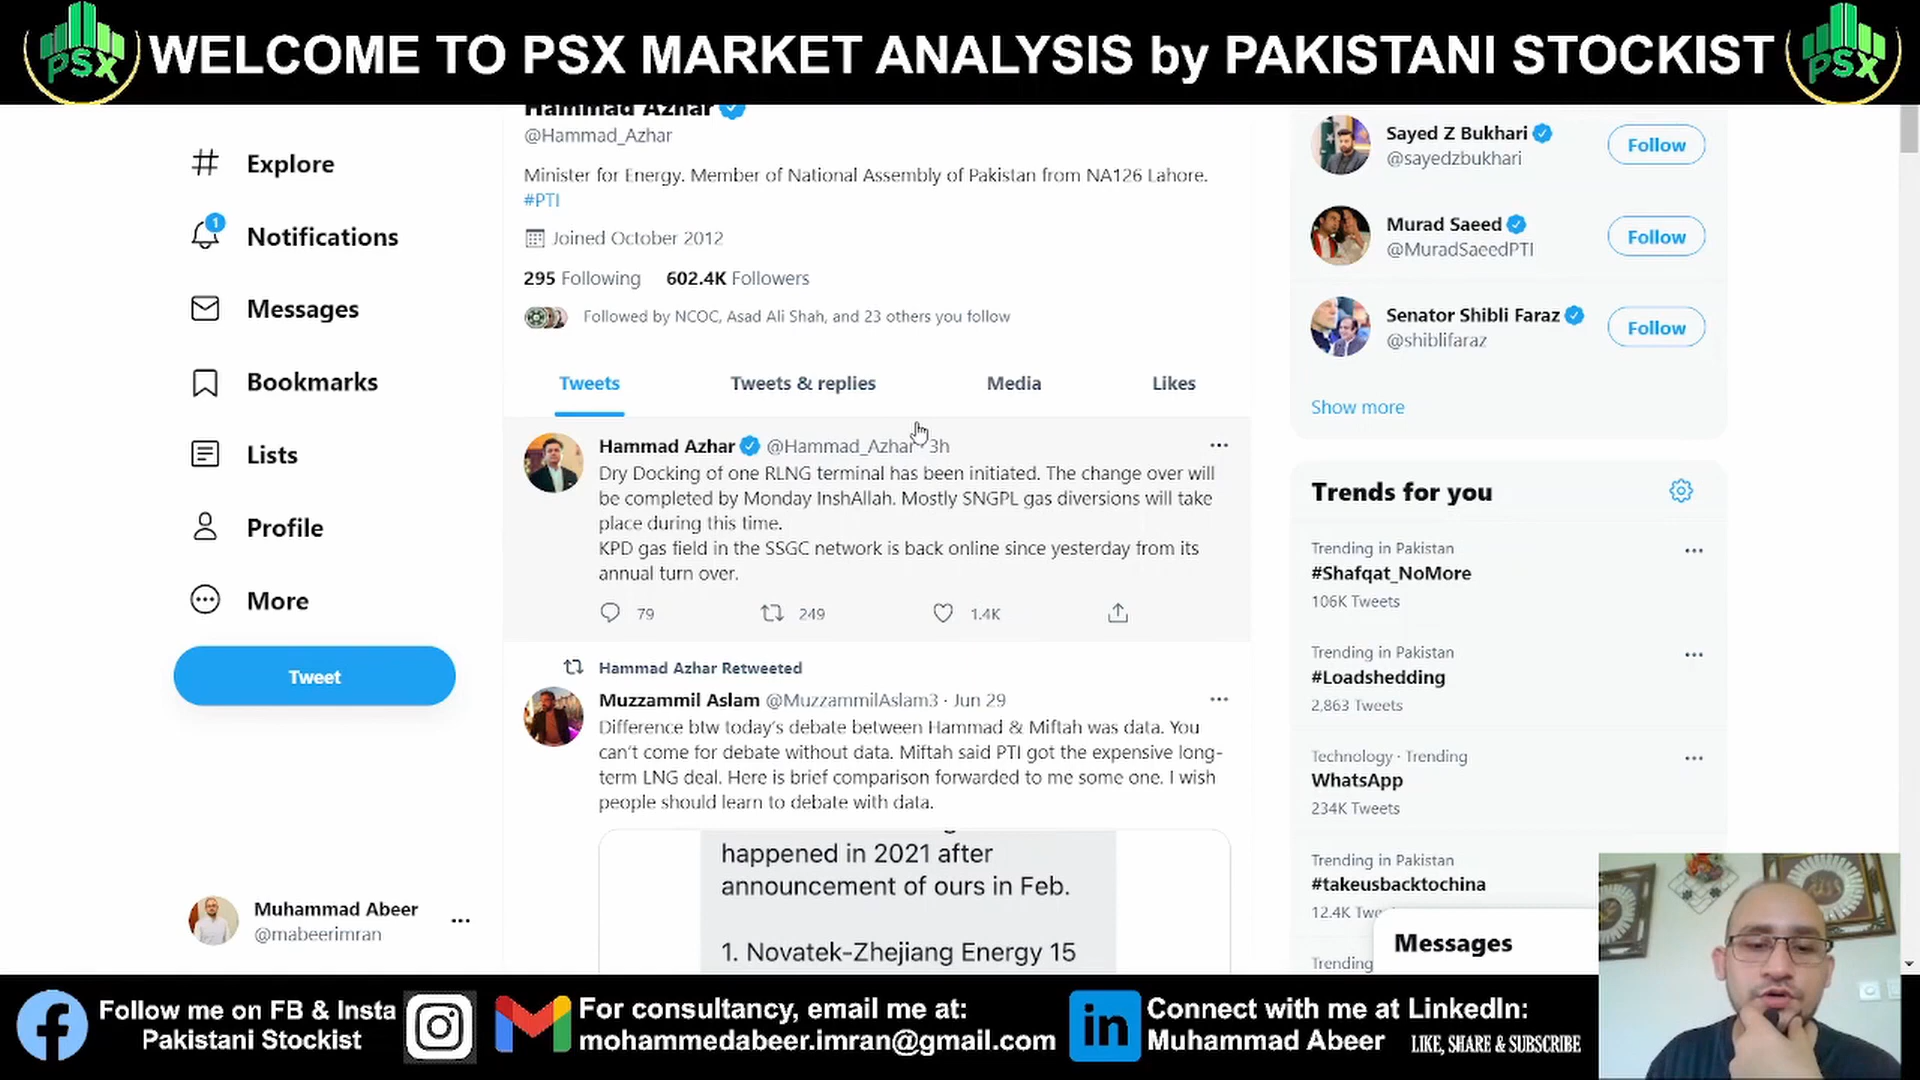 PSX
WELCOME TO PSX MARKET ANALYSIS by PAKISTANI STOCKIST
PSX
Explore
1
Notifications
Messages
Bookmarks
Lists
Profile
More
Tweet
Muhammad Abeer
@mabeerimran
Hammad Azhar
@Hammad_Azhar
Minister for Energy. Member of National Assembly of Pakistan from NA126 Lahore.
#PTI
Joined October 2012
295 Following 602.4K Followers
Followed by NCOC, Asad Ali Shah, and 23 others you follow
Tweets Tweets & replies Media Likes
Hammad Azhar @Hammad_Azhar · 3h
Dry Docking of one RLNG terminal has been initiated. The change over will
be completed by Monday InshAllah. Mostly SNGPL gas diversions will take
place during this time.
KPD gas field in the SSGC network is back online since yesterday from its
annual turn over.
79 249 1.4K
Hammad Azhar Retweeted
Muzzammil Aslam @MuzzammilAslam3 · Jun 29
Difference btw today's debate between Hammad & Miftah was data. You
can't come for debate without data. Miftah said PTI got the expensive long-
term LNG deal. Here is brief comparison forwarded to me some one. I wish
people should learn to debate with data.
happened in 2021 after
announcement of ours in Feb.
1. Novatek-Zhejiang Energy 15
Sayed Z Bukhari
@sayedzbukhari
Follow
Murad Saeed
@MuradSaeedPTI
Follow
Senator Shibli Faraz
@shiblifaraz
Follow
Show more
Trends for you
Trending in Pakistan
#Shafqat_NoMore
106K Tweets
Trending in Pakistan
#Loadshedding
2,863 Tweets
Technology · Trending
WhatsApp
234K Tweets
Trending in Pakistan
#takeusbacktochina
12.4K
Trending
Messages
Follow me on FB & Insta
Pakistani Stockist
For consultancy, email me at:
mohammedabeer.imran@gmail.com
in
Connect with me at LinkedIn:
Muhammad Abeer
LIKE, SHARE & SUBSCRIBE